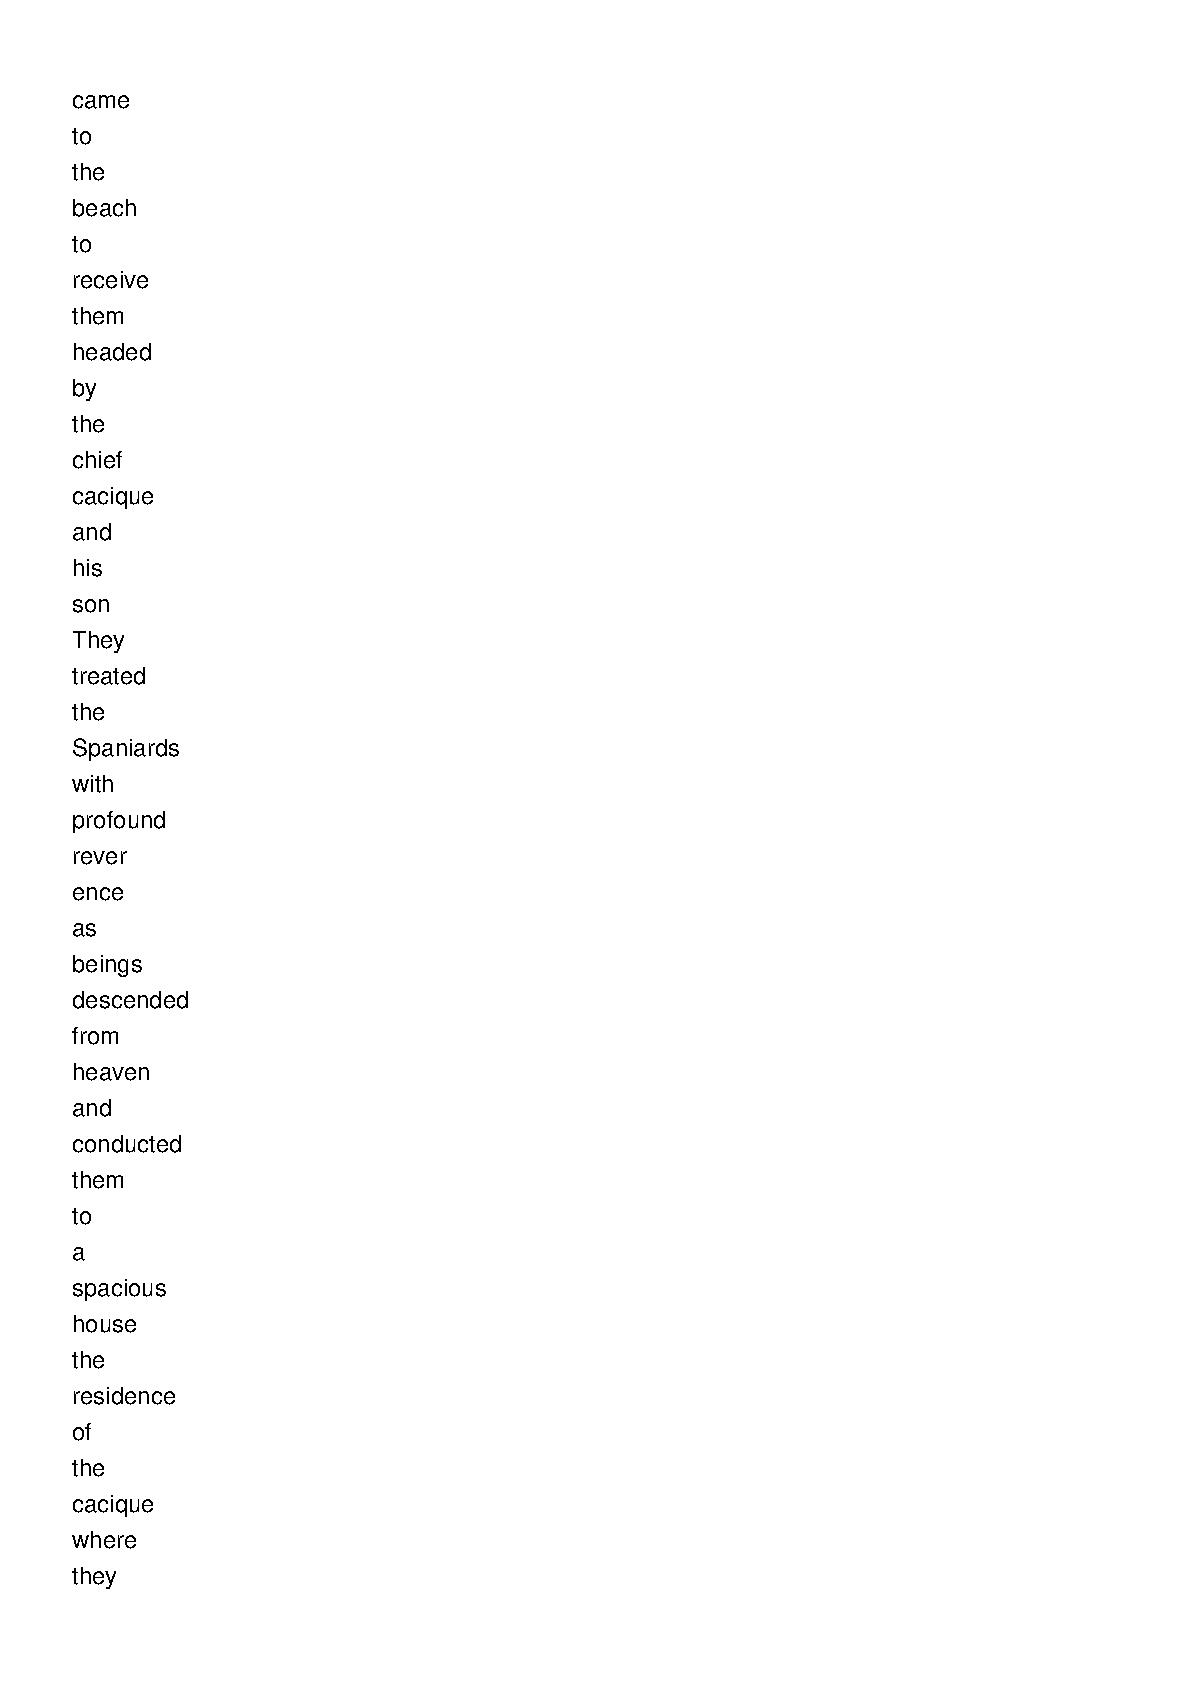 came
to
the
beach
to
receive
them
headed
by
the
chief
cacique
and
his
son
They
treated
the
Spaniards
with
profound
rever
ence
as
beings
descended
from
heaven
and
conducted
them
to
a
spacious
house
the
residence
of
the
cacique
where
they